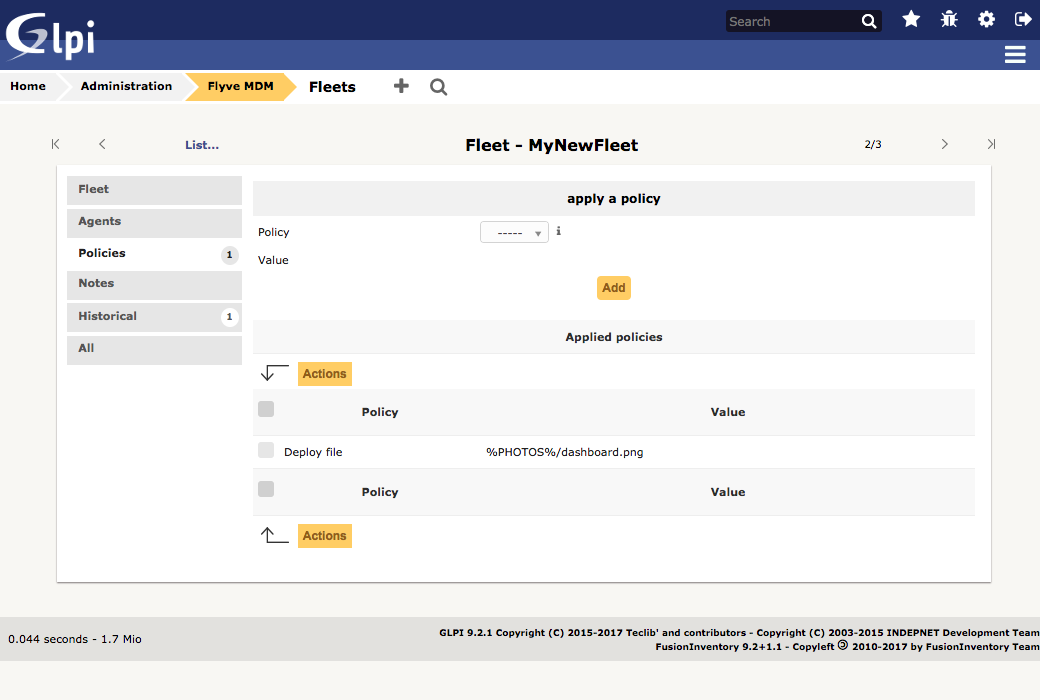 Glpi
Search
Home Administration Flyve MDM Fleets
List... Fleet - MyNewFleet 2/3
Fleet
Agents
Policies 1
Notes
Historical 1
All
apply a policy
Policy ----- i
Value
Add
Applied policies
Actions
Policy Value
Deploy file %PHOTOS%/dashboard.png
Policy Value
Actions
0.044 seconds - 1.7 Mio
GLPI 9.2.1 Copyright (C) 2015-2017 Teclib' and contributors - Copyright (C) 2003-2015 INDEPNET Development Team
FusionInventory 9.2+1.1 - Copyleft 🄯 2010-2017 by FusionInventory Team